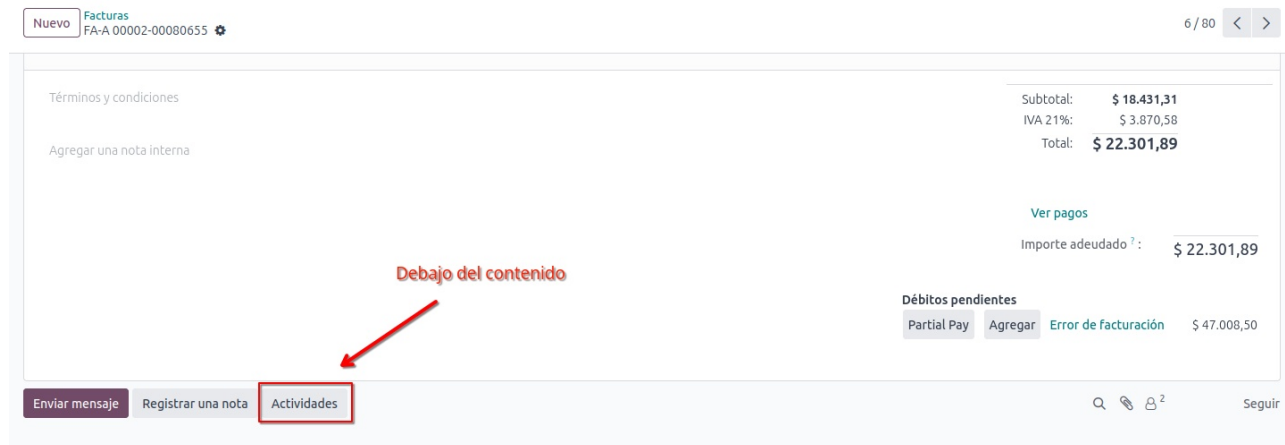 Nuevo
Facturas
FA-A 00002-00080655
6 / 80
Términos y condiciones
Agregar una nota interna
Subtotal: $ 18.431,31
IVA 21%: $ 3.870,58
Total: $ 22.301,89
Ver pagos
Importe adeudado ? : $ 22.301,89
Debajo del contenido
Débitos pendientes
Partial Pay Agregar Error de facturación $ 47.008,50
Enviar mensaje Registrar una nota Actividades 2 Seguir